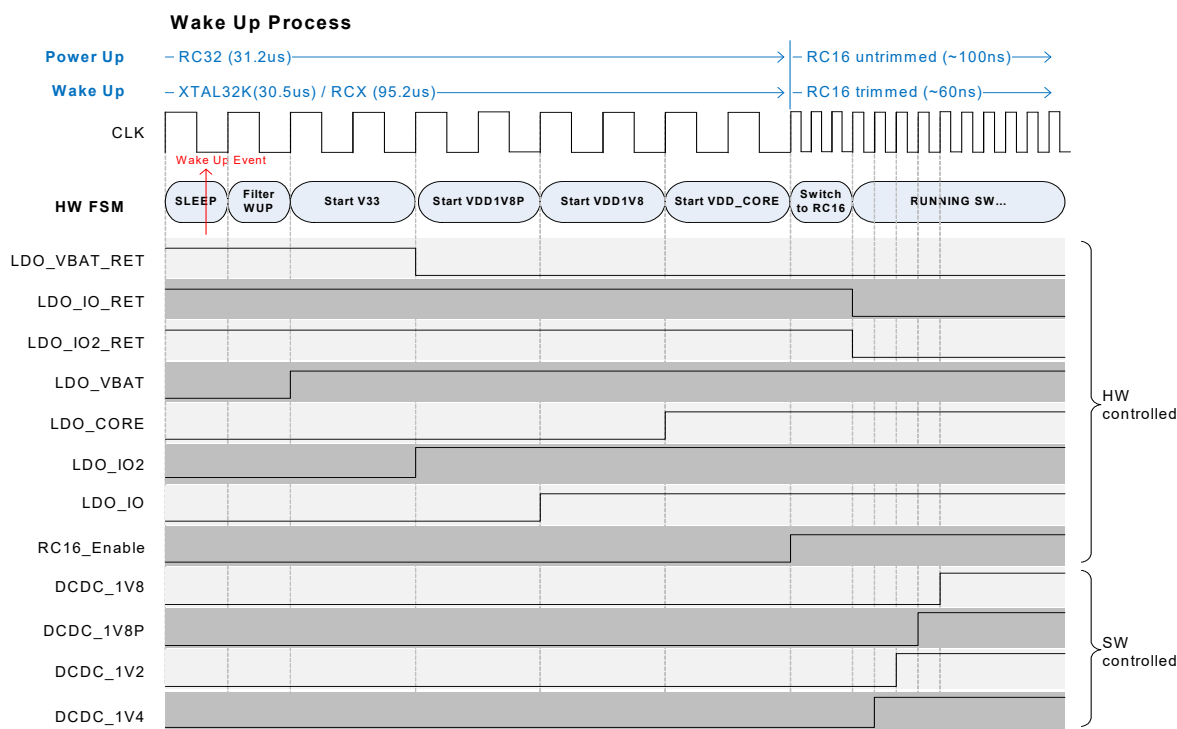 Wake Up Process
Power Up
RC32 (31.2us)
RC16 untrimmed (~100ns)
Wake Up
XTAL32K(30.5us) / RCX (95.2us)
RC16 trimmed (~60ns)
CLK
Wake Up Event
HW FSM
SLEEP
Filter
WUP
Start V33
Start VDD1V8P
Start VDD1V8
Start VDD_CORE
Switch
to RC16
RUNNING SW...
LDO_VBAT_RET
LDO_IO_RET
LDO_IO2_RET
LDO_VBAT
LDO_CORE
LDO_IO2
LDO_IO
RC16_Enable
HW
controlled
DCDC_1V8
DCDC_1V8P
DCDC_1V2
DCDC_1V4
SW
controlled